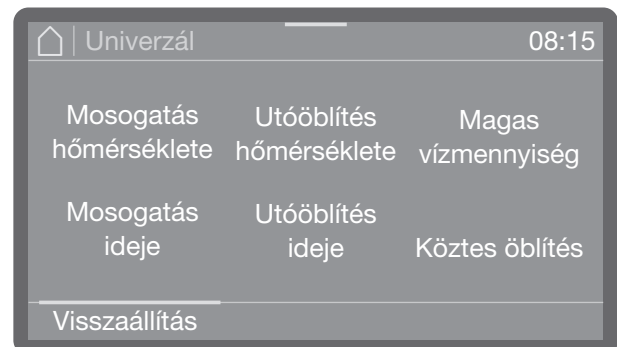 Univerzál 08:15
Mosogatás hőmérséklete
Utóöblítés hőmérséklete
Magas vízmennyiség
Mosogatás ideje
Utóöblítés ideje
Köztes öblítés
Visszaállítás